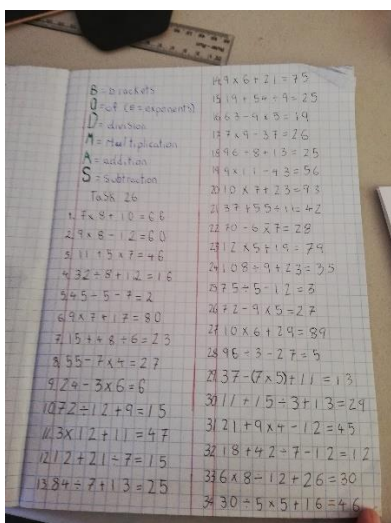 B = brackets
O = of (E = exponents)
D = division
M = Multiplication
A = addition
S = Subtraction
Task 26
1. 7 x 8 + 10 = 66
2. 9 x 8 - 12 = 60
3. 11 + 5 x 7 = 46
4. 32 ÷ 8 + 12 = 16
5. 45 ÷ 5 - 7 = 2
6. 9 x 7 + 17 = 80
7. 15 + 48 ÷ 6 = 23
8. 55 - 7 x 4 = 27
9. 24 - 3 x 6 = 6
10. 72 ÷ 12 + 9 = 15
11. 3 x 12 + 11 = 47
12. 12 + 21 ÷ 7 = 15
13. 84 ÷ 7 + 13 = 25
14. 9 x 6 + 21 = 75
15. 19 + 54 ÷ 9 = 25
16. 63 - 9 x 5 =
17. 7 x 9 - 37 = 26
18. 96 ÷ 8 + 13 = 25
19. 9 x 11 - 43 = 56
20. 10 x 7 + 23 = 93
21. 37 + 55 ÷ 11 = 42
22. 70 - 6 x 7 = 28
23. 12 x 5 + 19 = 79
24. 108 ÷ 9 + 23 = 35
25. 75 ÷ 5 - 12 = 3
26. 72 - 9 x 5 = 27
27. 10 x 6 + 29 = 89
28. 96 ÷ 3 - 27 = 5
29. 37 - (7 x 5) + 11 = 13
30. 11 + 15 ÷ 3 + 13 = 29
31. 21 + 9 x 4 - 12 = 45
32. 18 + 42 ÷ 7 - 12 = 12
33. 6 x 8 - 12 + 26 = 30
34. 30 ÷ 5 x 5 + 16 = 46